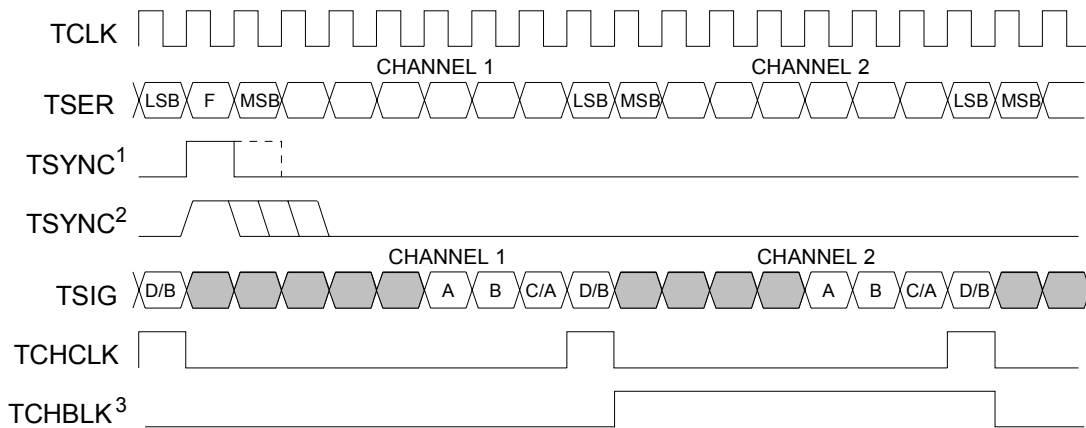 TCLK
CHANNEL 1 CHANNEL 2
TSER LSB F MSB LSB MSB LSB MSB
TSYNC1
TSYNC2
CHANNEL 1 CHANNEL 2
TSIG D/B A B C/A D/B A B C/A D/B
TCHCLK
TCHBLK3